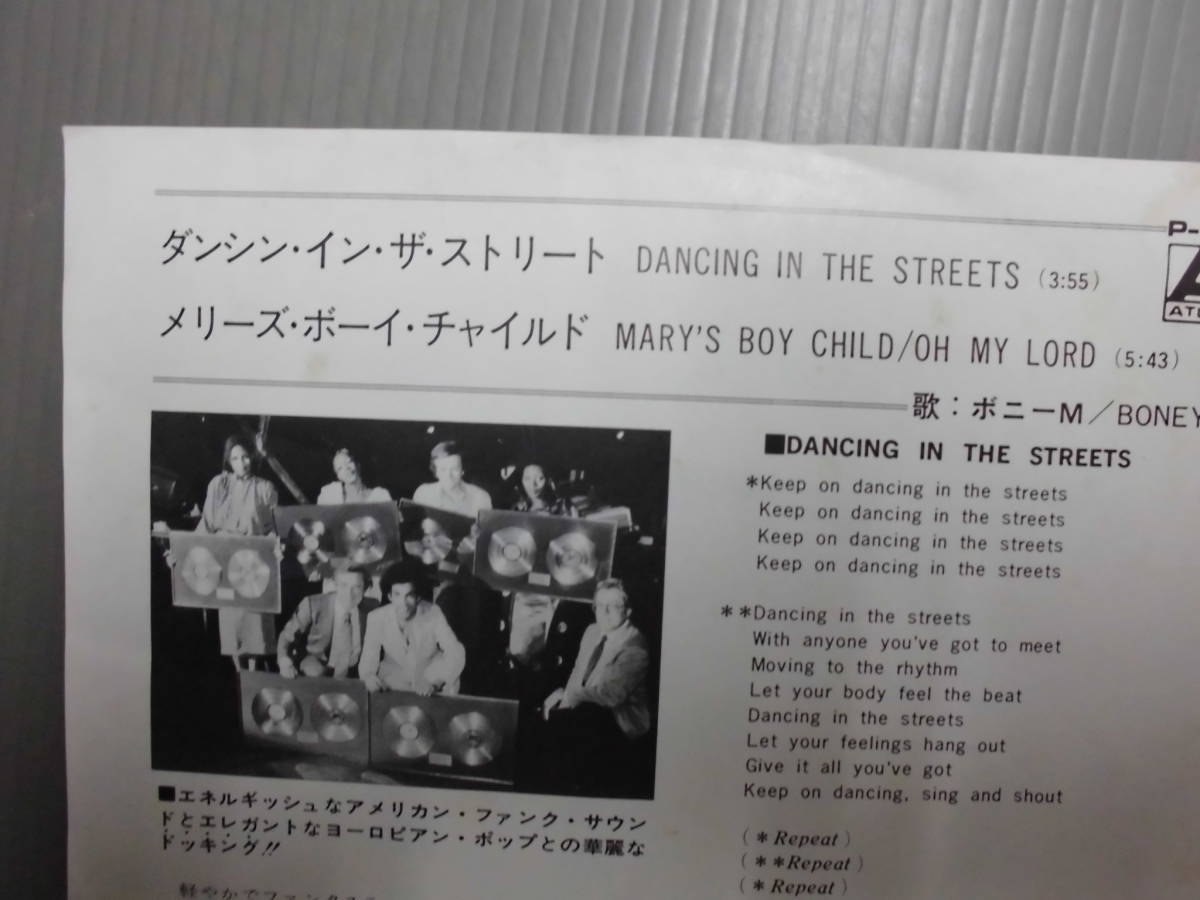 ダンシン・イン・ザ・ストリート DANCING IN THE STREETS (3:55)
メリーズ・ボーイ・チャイルド MARY'S BOY CHILD/OH MY LORD (5:43)
P-
歌：ボニーM／BONEY
■DANCING IN THE STREETS
*Keep on dancing in the streets
Keep on dancing in the streets
Keep on dancing in the streets
Keep on dancing in the streets
**Dancing in the streets
With anyone you've got to meet
Moving to the rhythm
Let your body feel the beat
Dancing in the streets
Let your feelings hang out
Give it all you've got
Keep on dancing, sing and shout
(*Repeat)
(**Repeat)
(*Repeat)
■エネルギッシュなアメリカン・ファンク・サウン
ドとエレガントなヨーロピアン・ポップとの華麗な
ドッキング!!